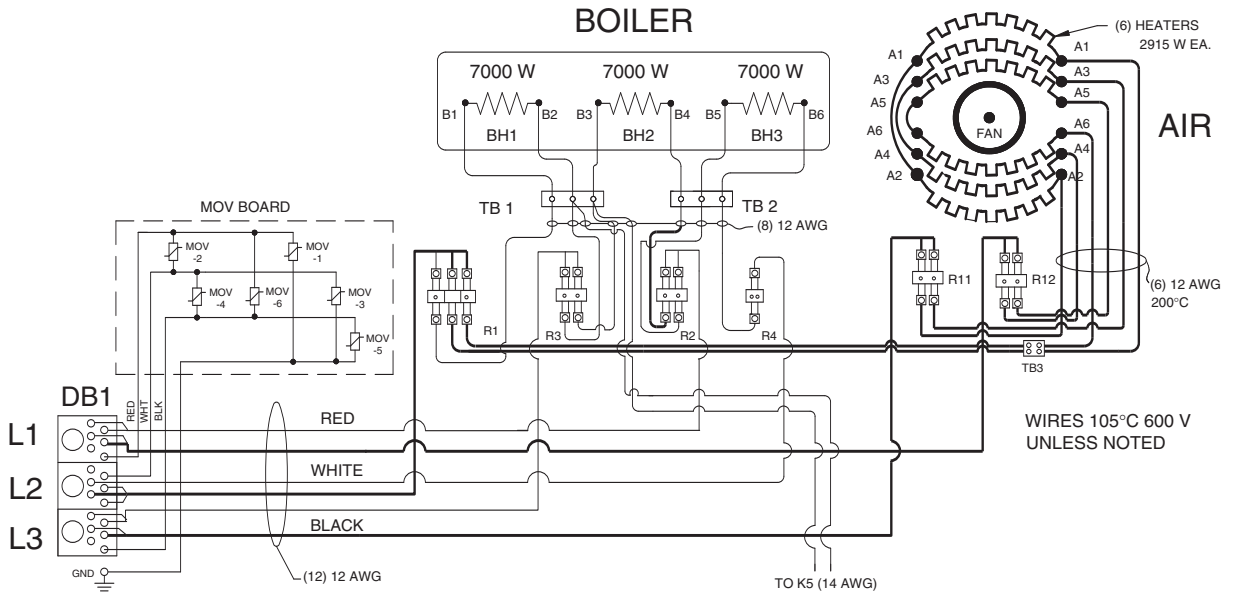 BOILER
(6) HEATERS
2915 W EA.
7000 W 7000 W 7000 W
B1 B2 B3 B4 B5 B6
BH1 BH2 BH3
A1 A1
A3 A3
A5 A5
FAN
A6 A6
A4 A4
A2 A2
AIR
TB 1 TB 2
(8) 12 AWG
MOV BOARD
MOV
-2
MOV
-1
MOV
-4
MOV
-6
MOV
-3
MOV
-5
R1 R3 R2 R4 R11 R12
(6) 12 AWG
200°C
TB3
DB1
RED
WHT
BLK
L1
RED
L2
WHITE
L3
BLACK
GND
(12) 12 AWG
TO K5 (14 AWG)
WIRES 105°C 600 V
UNLESS NOTED